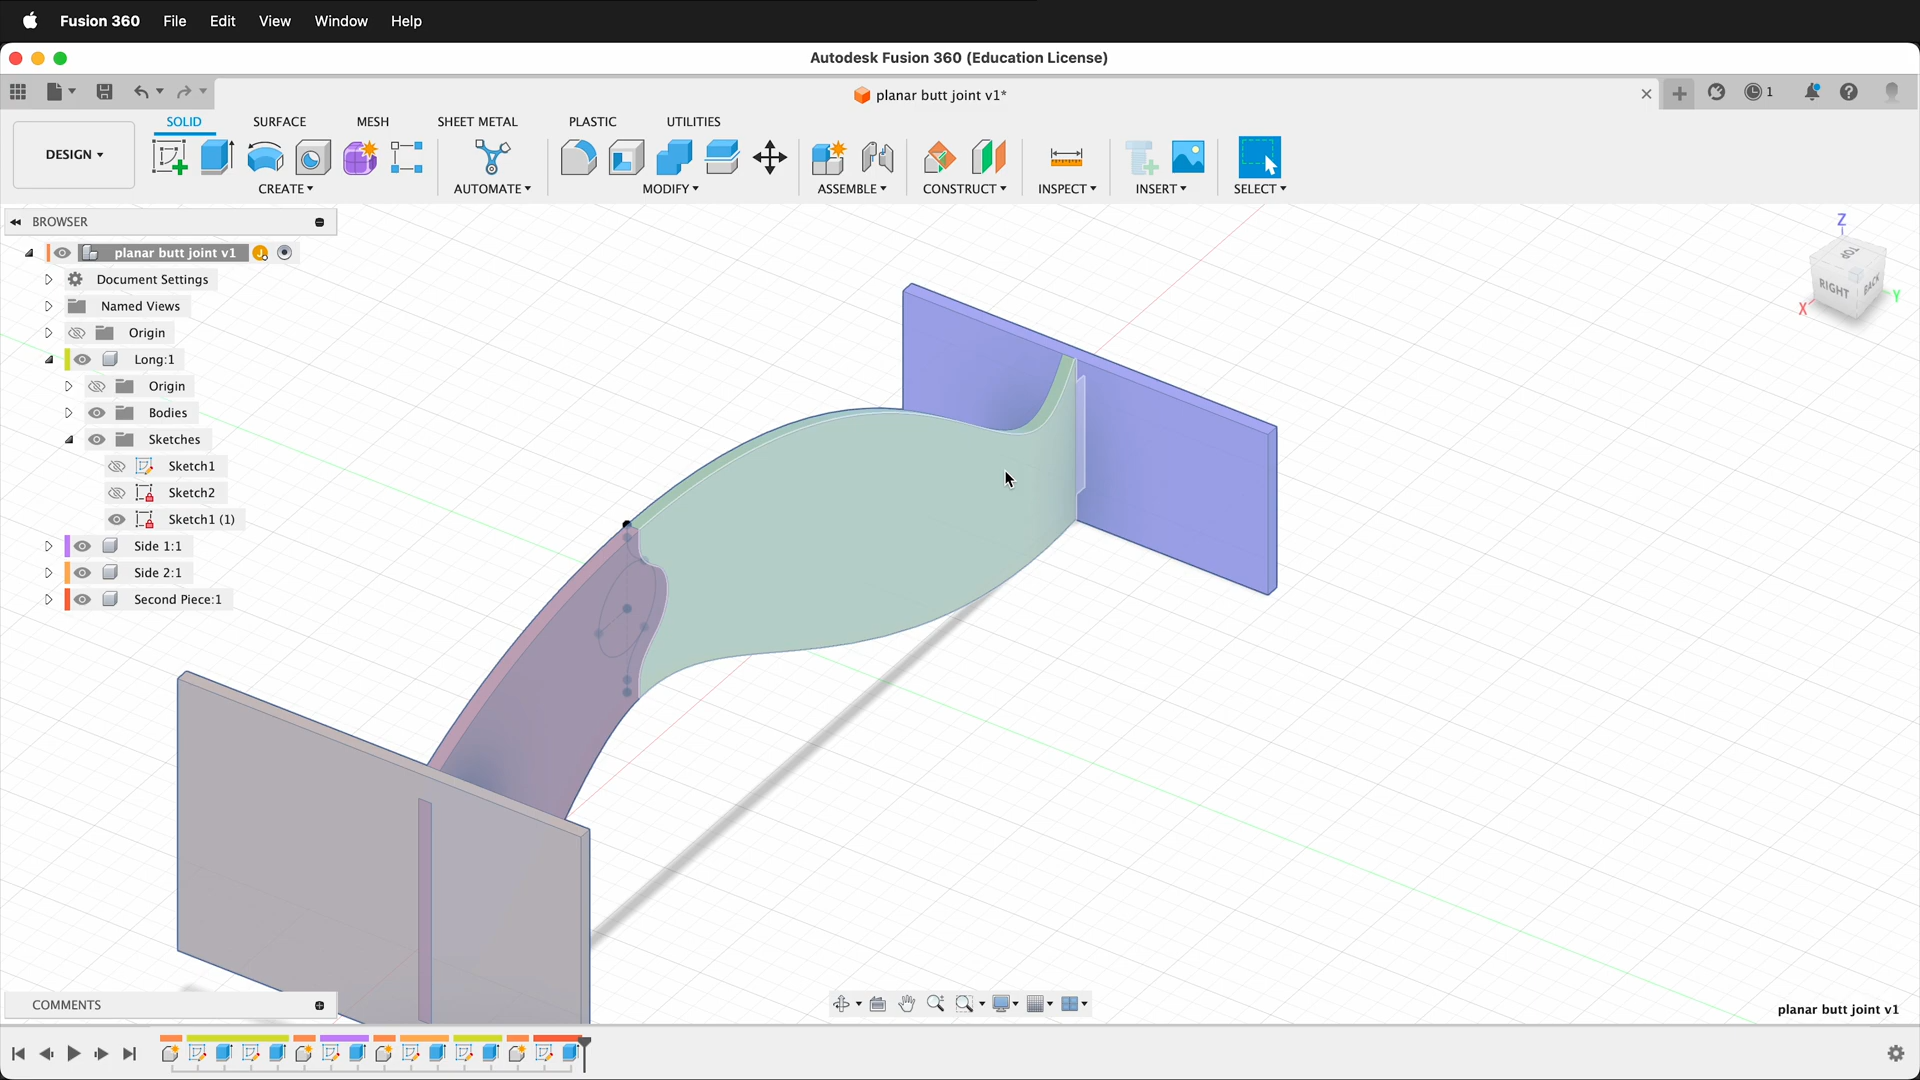 Fusion 360 File Edit View Window Help
Autodesk Fusion 360 (Education License)
planar butt joint v1*
1
SOLID SURFACE MESH SHEET METAL PLASTIC UTILITIES
DESIGN
CREATE AUTOMATE MODIFY ASSEMBLE CONSTRUCT INSPECT INSERT SELECT
BROWSER
planar butt joint v1
Document Settings
Named Views
Origin
Long:1
Origin
Bodies
Sketches
Sketch1
Sketch2
Sketch1 (1)
Side 1:1
Side 2:1
Second Piece:1
Z
TOP
RIGHT BACK
X Y
COMMENTS
planar butt joint v1